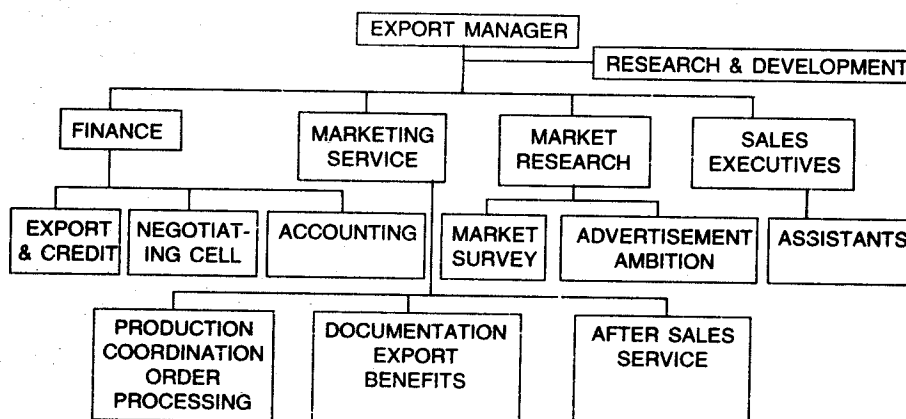 EXPORT MANAGER
RESEARCH & DEVELOPMENT
FINANCE
MARKETING
SERVICE
MARKET
RESEARCH
SALES
EXECUTIVES
EXPORT
& CREDIT
NEGOTIAT-
ING CELL
ACCOUNTING
MARKET
SURVEY
ADVERTISEMENT
AMBITION
ASSISTANTS
PRODUCTION
COORDINATION
ORDER
PROCESSING
DOCUMENTATION
EXPORT
BENEFITS
AFTER SALES
SERVICE